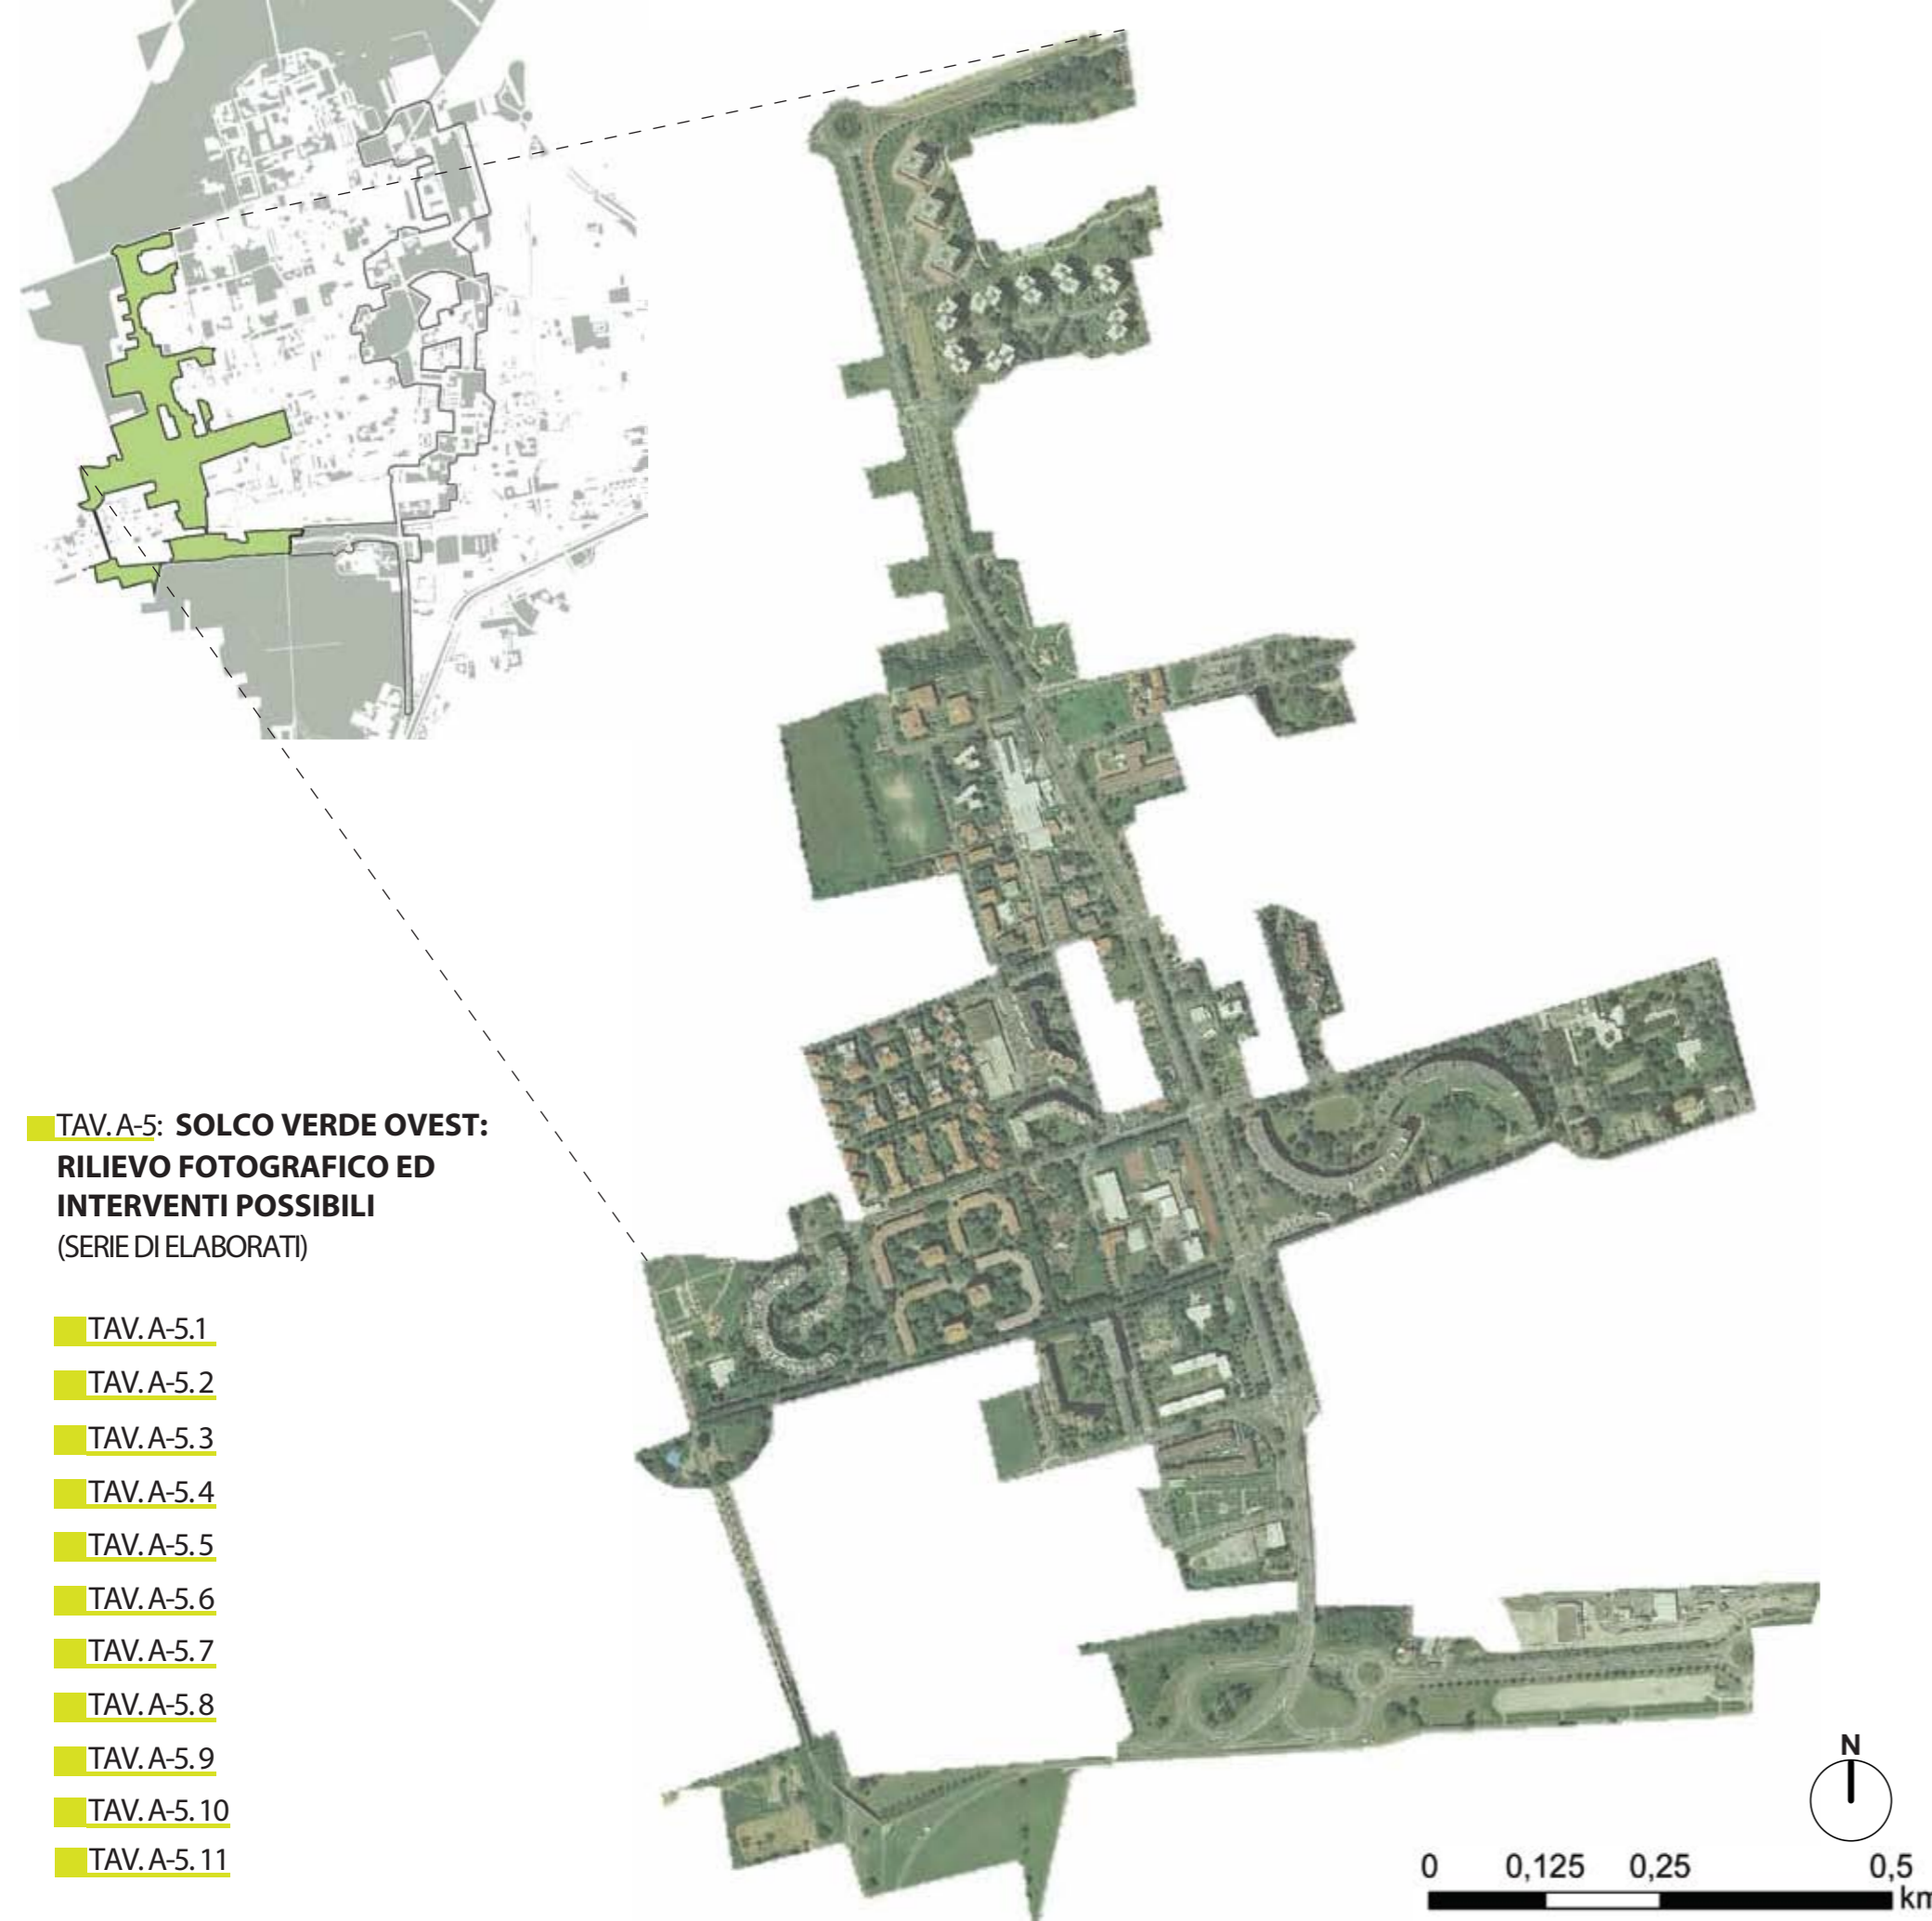 TAV. A-5: SOLCO VERDE OVEST:
RILIEVO FOTOGRAFICO ED
INTERVENTI POSSIBILI
(SERIE DI ELABORATI)
TAV. A-5.1
TAV. A-5.2
TAV. A-5.3
TAV. A-5.4
TAV. A-5.5
TAV. A-5.6
TAV. A-5.7
TAV. A-5.8
TAV. A-5.9
TAV. A-5.10
TAV. A-5.11
N
0 0,125 0,25 0,5
km